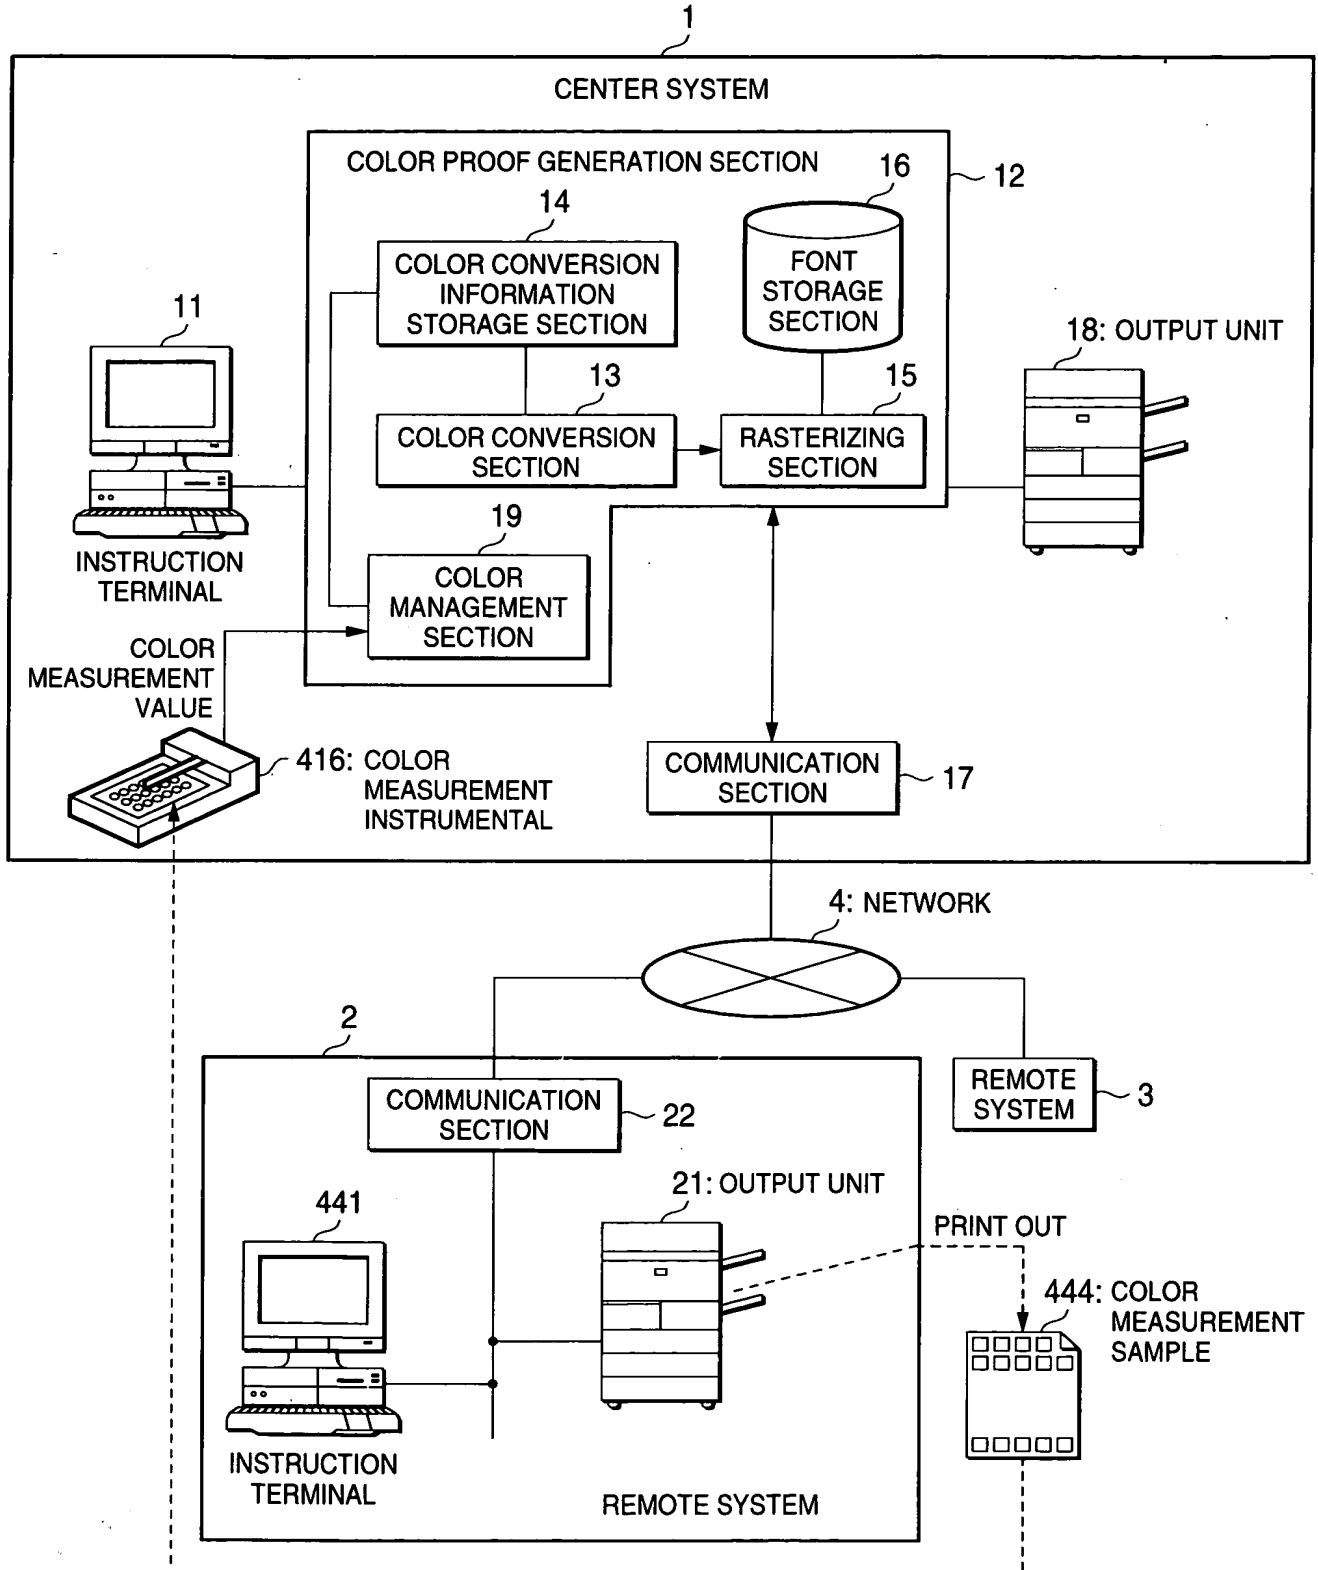 1
CENTER SYSTEM
COLOR PROOF GENERATION SECTION
12
14
COLOR CONVERSION
INFORMATION
STORAGE SECTION
16
FONT
STORAGE
SECTION
11
INSTRUCTION
TERMINAL
13
COLOR CONVERSION
SECTION
15
RASTERIZING
SECTION
18: OUTPUT UNIT
19
COLOR
MANAGEMENT
SECTION
COLOR
MEASUREMENT
VALUE
416: COLOR
MEASUREMENT
INSTRUMENTAL
COMMUNICATION
SECTION
17
4: NETWORK
2
COMMUNICATION
SECTION
22
REMOTE
SYSTEM
3
441
INSTRUCTION
TERMINAL
21: OUTPUT UNIT
PRINT OUT
444: COLOR
MEASUREMENT
SAMPLE
REMOTE SYSTEM